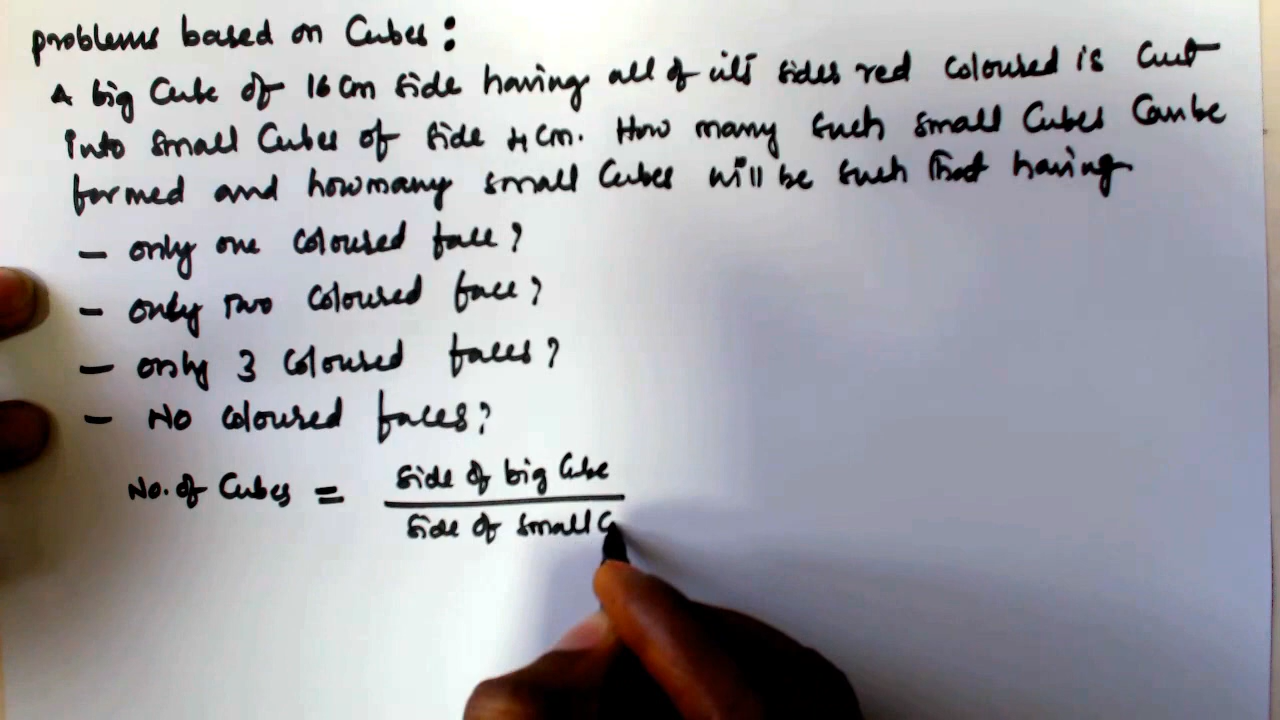 problems based on Cubes:
A big Cube of 16 Cm side having all of its sides red coloured is Cut
into small Cubes of side 4 Cm. How many such small Cubes Can be
formed and how many small Cubes will be such that having
- only one coloured face?
- only two coloured face?
- only 3 coloured faces?
- No coloured faces?
No. of Cubes = side of big Cube
side of small C